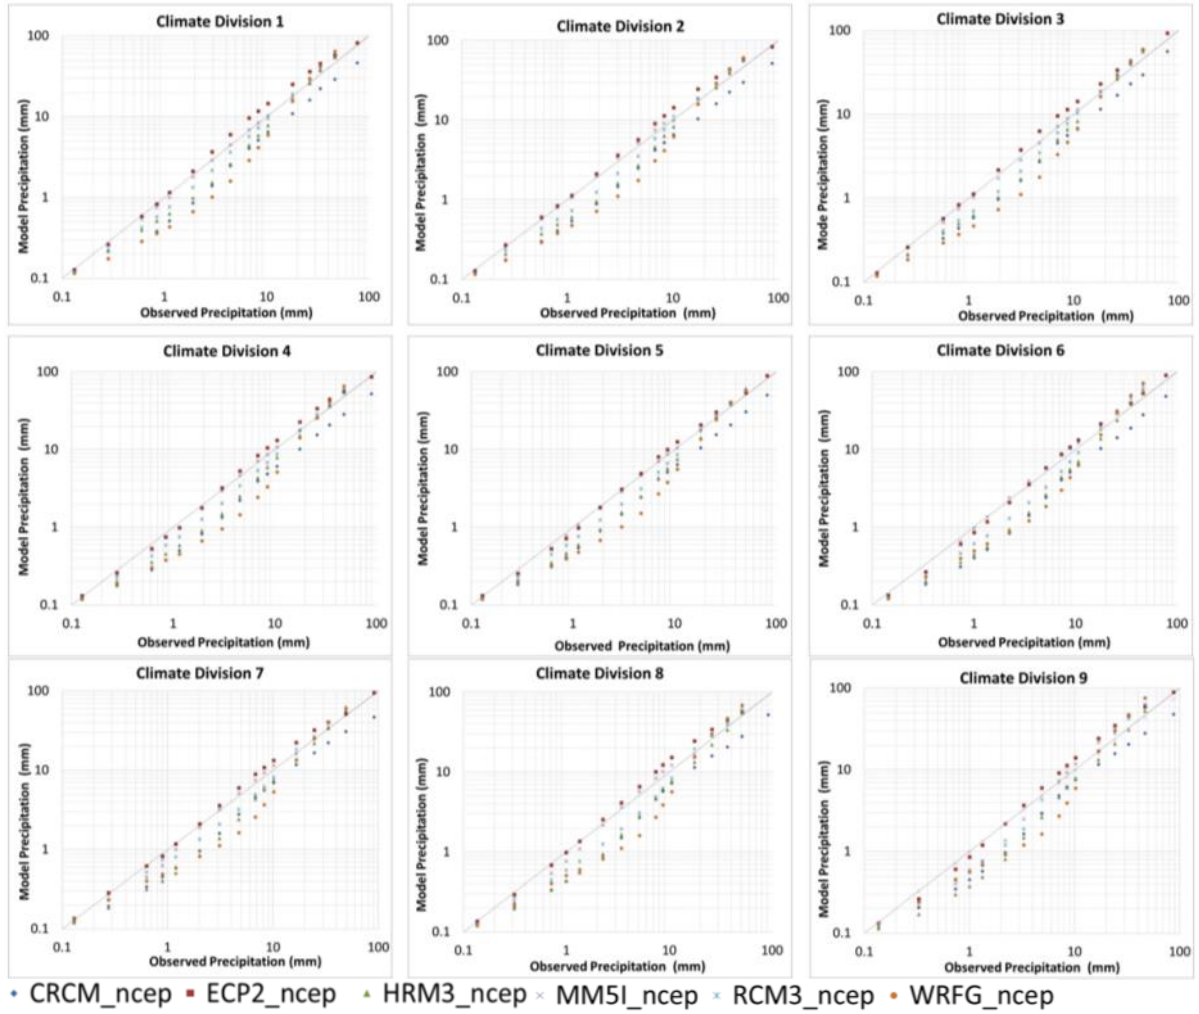 Climate Division 1
100
10
1
0.1
0.1 1 10 100
Model Precipitation (mm)
Observed Precipitation (mm)
Climate Division 2
100
10
1
0.1
0.1 1 10 100
Model Precipitation (mm)
Observed Precipitation (mm)
Climate Division 3
100
10
1
0.1
0.1 1 10 100
Mode Precipitation (mm)
Observed Precipitation (mm)
Climate Division 4
100
10
1
0.1
0.1 1 10 100
Model Precipitation (mm)
Observed Precipitation (mm)
Climate Division 5
100
10
1
0.1
0.1 1 10 100
Model Precipitation (mm)
Observed Precipitation (mm)
Climate Division 6
100
10
1
0.1
0.1 1 10 100
Model Precipitation (mm)
Observed Precipitation (mm)
Climate Division 7
100
10
1
0.1
0.1 1 10 100
Model Precipitation (mm)
Observed Precipitation (mm)
Climate Division 8
100
10
1
0.1
0.1 1 10 100
Model Precipitation (mm)
Observed Precipitation (mm)
Climate Division 9
100
10
1
0.1
0.1 1 10 100
Model Precipitation (mm)
Observed Precipitation (mm)
CRCM_ncep ECP2_ncep HRM3_ncep MM5I_ncep RCM3_ncep WRFG_ncep